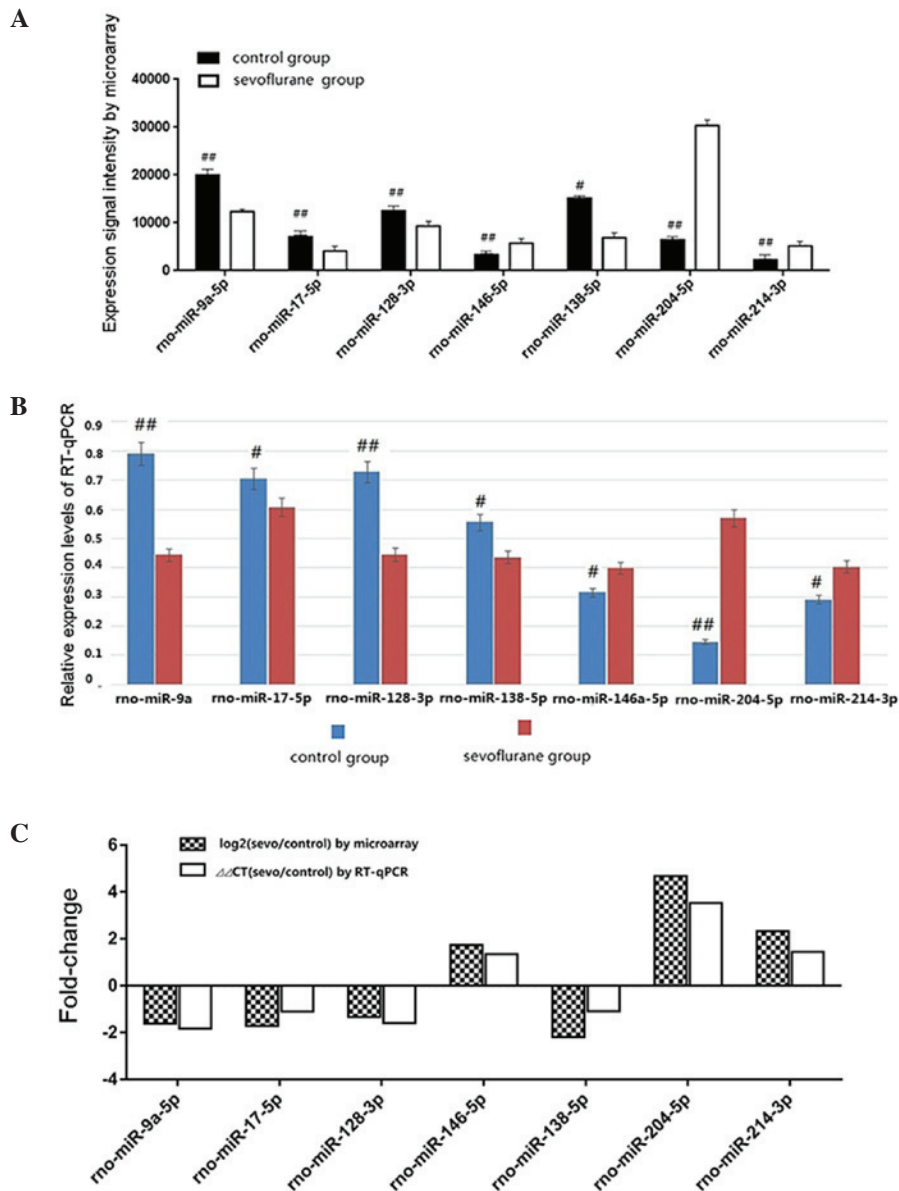 A
Expression signal intensity by microarray
control group
sevoflurane group
40000
30000
20000
10000
0
##
##
##
##
#
##
##
rno-miR-9a-5p
rno-miR-17-5p
rno-miR-128-3p
rno-miR-146-5p
rno-miR-138-5p
rno-miR-204-5p
rno-miR-214-3p
B
Relative expression levels of RT-qPCR
0.9
0.8
0.7
0.6
0.5
0.4
0.3
0.2
0.1
0
-
##
#
##
#
#
##
#
rno-miR-9a
rno-miR-17-5p
rno-miR-128-3p
rno-miR-138-5p
rno-miR-146a-5p
rno-miR-204-5p
rno-miR-214-3p
control group
sevoflurane group
C
Fold-change
log2(sevo/control) by microarray
△△CT(sevo/control) by RT-qPCR
6
4
2
0
-2
-4
rno-miR-9a-5p
rno-miR-17-5p
rno-miR-128-3p
rno-miR-146-5p
rno-miR-138-5p
rno-miR-204-5p
rno-miR-214-3p